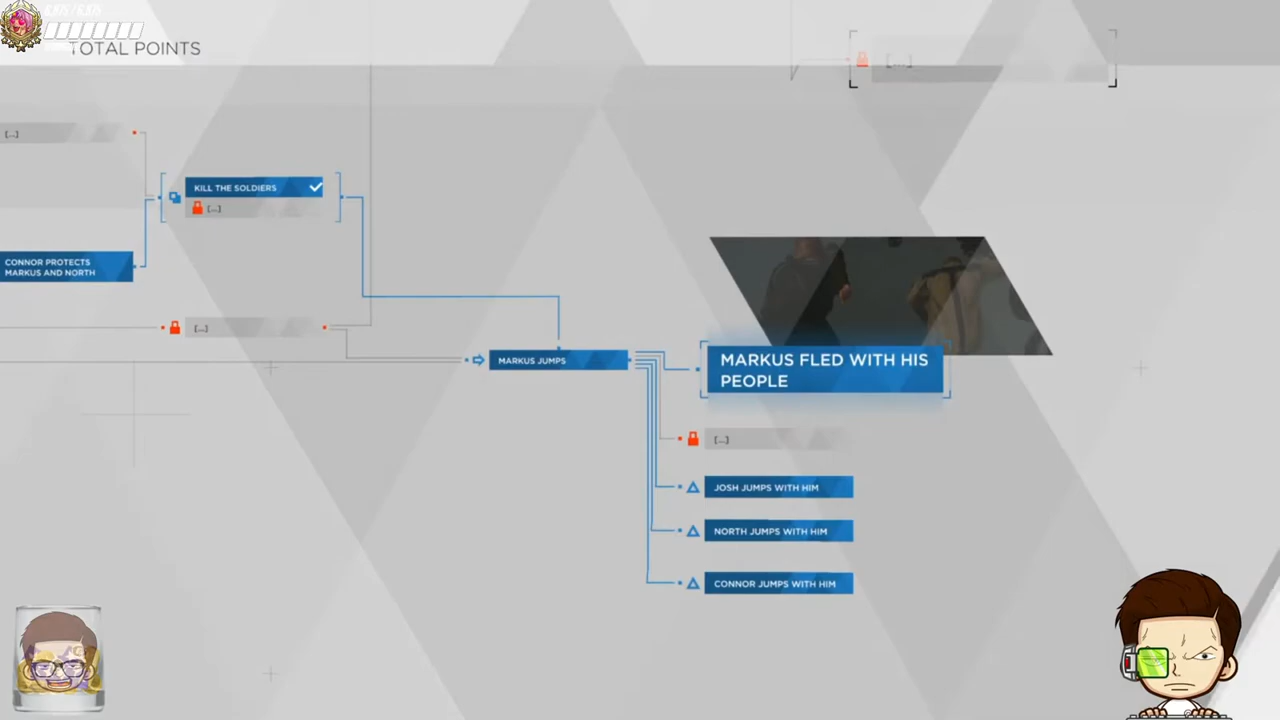 TOTAL POINTS
[...]
[...]
KILL THE SOLDIERS
[...]
CONNOR PROTECTS
MARKUS AND NORTH
[...]
MARKUS JUMPS
MARKUS FLED WITH HIS
PEOPLE
[...]
JOSH JUMPS WITH HIM
NORTH JUMPS WITH HIM
CONNOR JUMPS WITH HIM